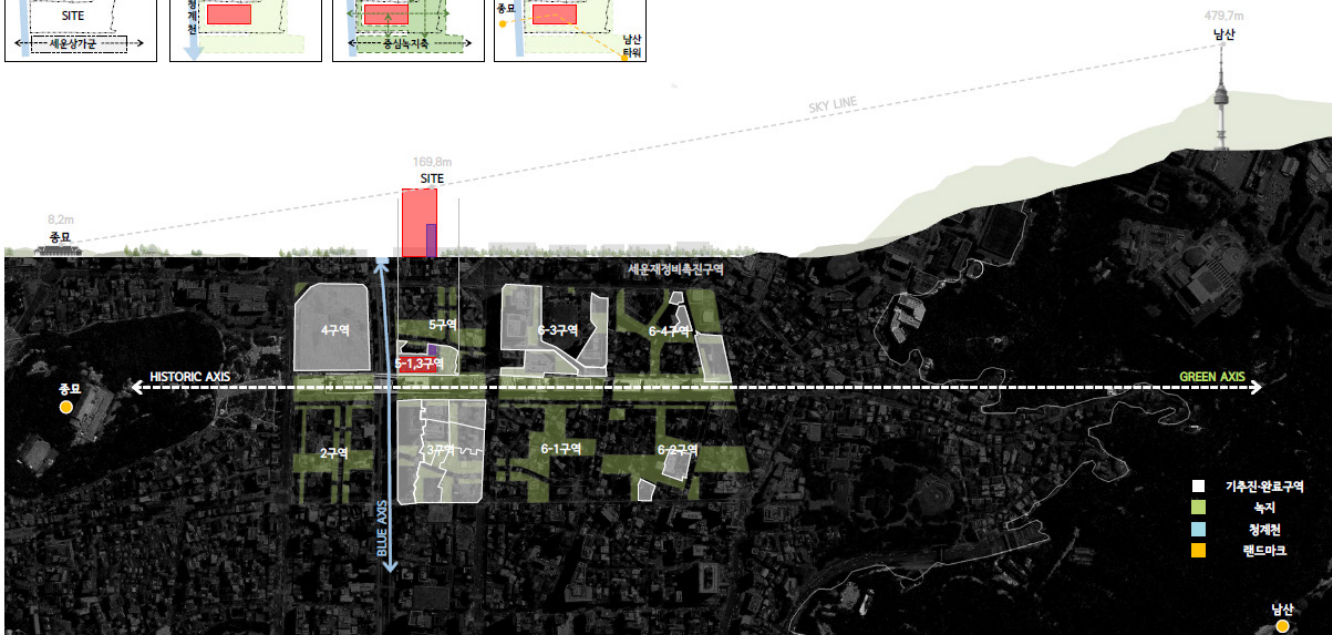 SITE
세운상가군
청계천
중심녹지축
종묘
남산
타워
479,7m
남산
SKY LINE
169,8m
SITE
8,2m
종묘
세운재정비촉진구역
4구역
5구역
6-3구역
6-4구역
5-1,3구역
HISTORIC AXIS
GREEN AXIS
종묘
2구역
3구역
6-1구역
6-2구역
BLUE AXIS
기추진·완료구역
녹지
청계천
랜드마크
남산